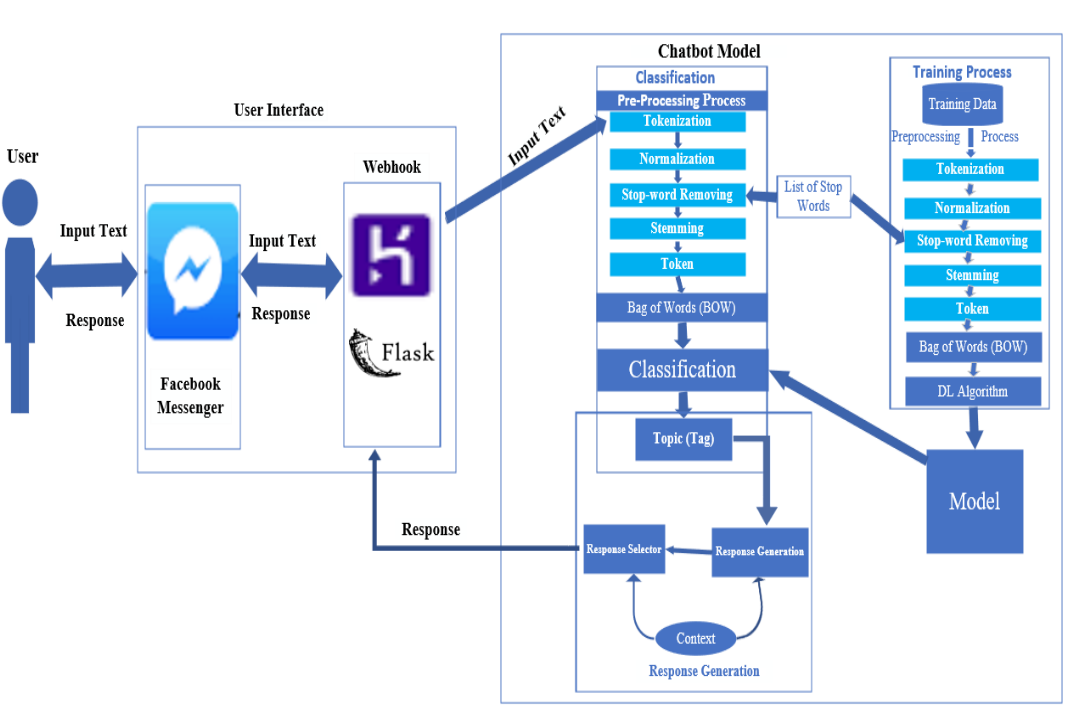 Chatbot Model
User Interface
User
Input Text
Response
Facebook
Messenger
Input Text
Response
Webhook
Flask
Input Text
Classification
Pre-Processing Process
Tokenization
Normalization
Stop-word Removing
Stemming
Token
Bag of Words (BOW)
Classification
Topic (Tag)
List of Stop
Words
Training Process
Training Data
Preprocessing Process
Tokenization
Normalization
Stop-word Removing
Stemming
Token
Bag of Words (BOW)
DL Algorithm
Model
Response
Response Selector
Response Generation
Context
Response Generation